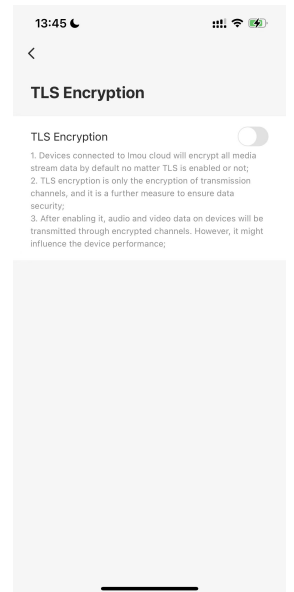 13:45
TLS Encryption
TLS Encryption
1. Devices connected to Imou cloud will encrypt all media
stream data by default no matter TLS is enabled or not;
2. TLS encryption is only the encryption of transmission
channels, and it is a further measure to ensure data
security;
3. After enabling it, audio and video data on devices will be
transmitted through encrypted channels. However, it might
influence the device performance;